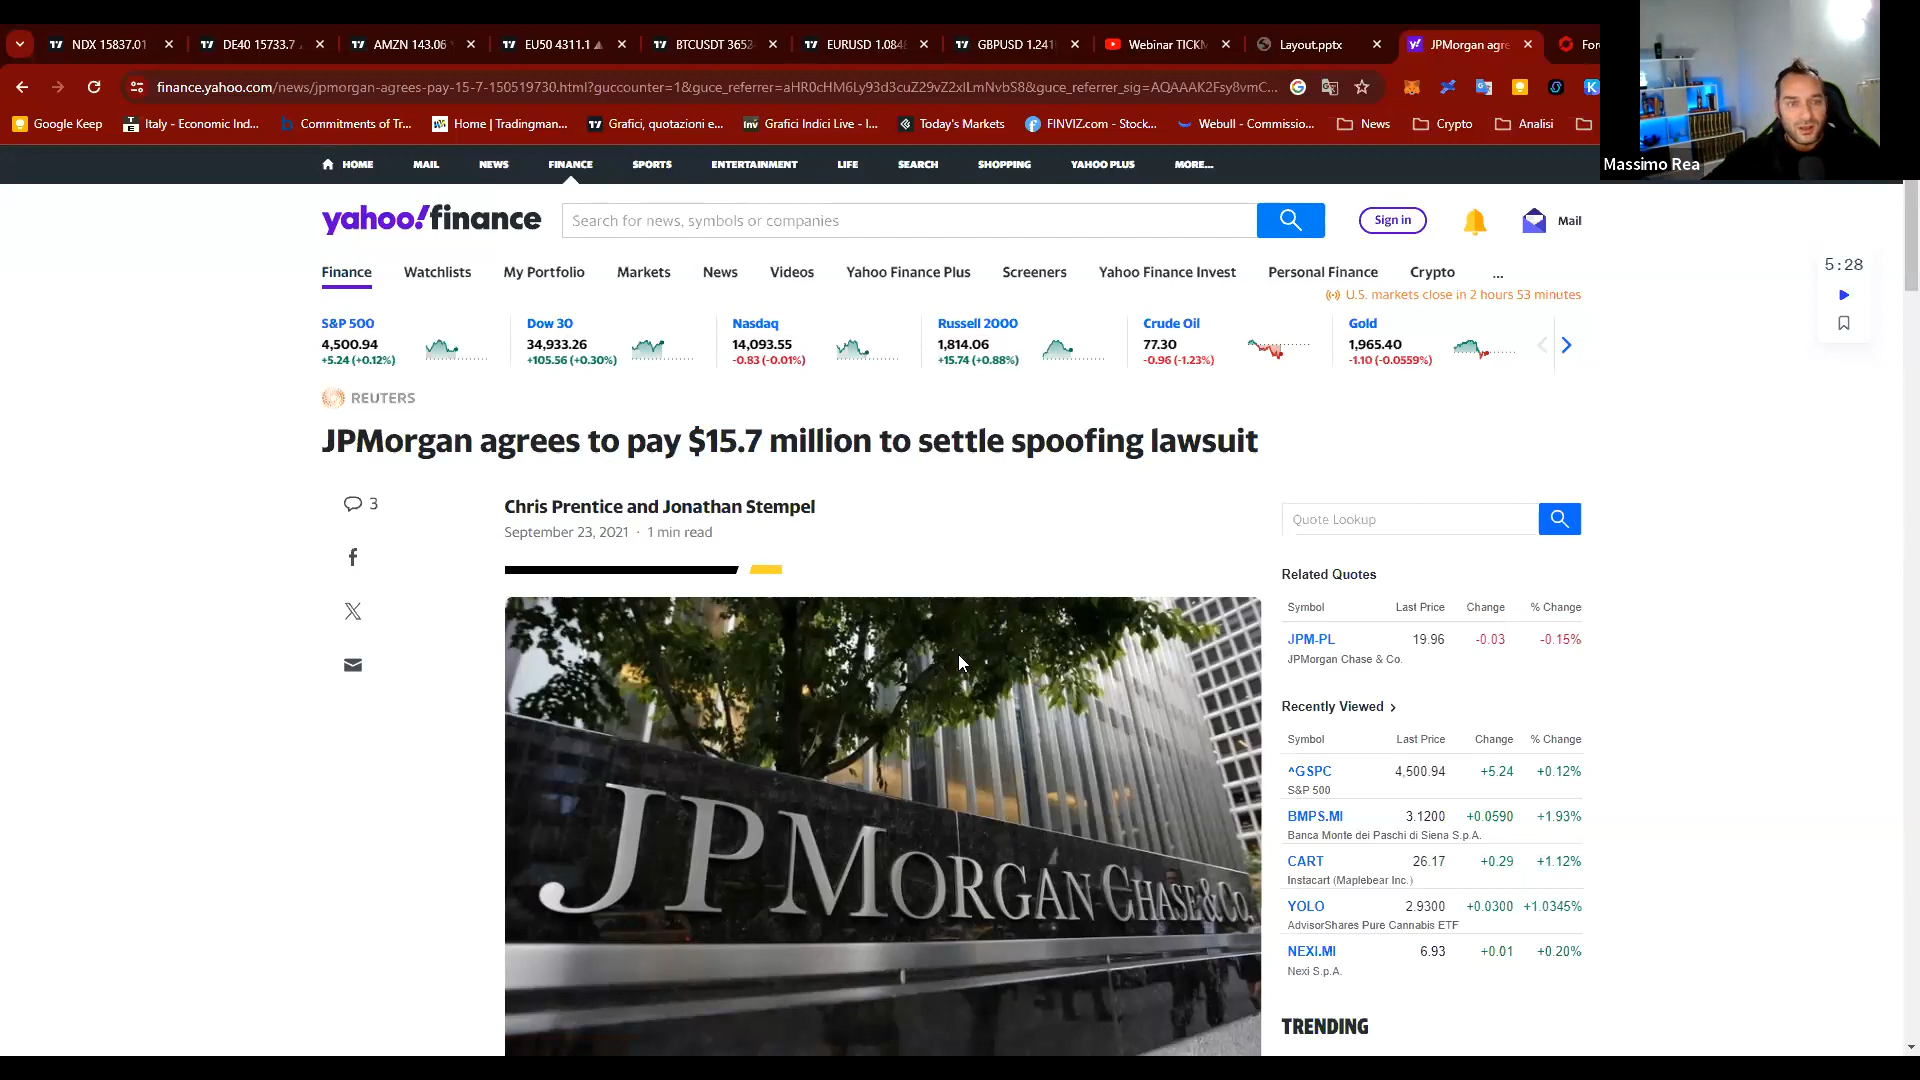 NDX 15837.01
DE40 15733.7
AMZN 143.06
EU50 4311.1
BTCUSDT 3652
EURUSD 1.084
GBPUSD 1.241
Webinar TICKM
Layout.pptx
JPMorgan agre
For
finance.yahoo.com/news/jpmorgan-agrees-pay-15-7-150519730.html?guccounter=1&guce_referrer=aHR0cHM6Ly93d3cuZ29vZ2xlLmNvbS8&guce_referrer_sig=AQAAAK2Fsy8vmC...
Google Keep
Italy - Economic Ind...
Commitments of Tr...
Home | Tradingman...
Grafici, quotazioni e...
Grafici Indici Live - I...
Today's Markets
FINVIZ.com - Stock...
Webull - Commissio...
News
Crypto
Analisi
Massimo Rea
HOME
MAIL
NEWS
FINANCE
SPORTS
ENTERTAINMENT
LIFE
SEARCH
SHOPPING
YAHOO PLUS
MORE...
yahoo!finance
Search for news, symbols or companies
Sign in
Mail
Finance
Watchlists
My Portfolio
Markets
News
Videos
Yahoo Finance Plus
Screeners
Yahoo Finance Invest
Personal Finance
Crypto
...
5:28
U.S. markets close in 2 hours 53 minutes
S&P 500
4,500.94
+5.24 (+0.12%)
Dow 30
34,933.26
+105.56 (+0.30%)
Nasdaq
14,093.55
-0.83 (-0.01%)
Russell 2000
1,814.06
+15.74 (+0.88%)
Crude Oil
77.30
-0.96 (-1.23%)
Gold
1,965.40
-1.10 (-0.0559%)
REUTERS
JPMorgan agrees to pay $15.7 million to settle spoofing lawsuit
3
Chris Prentice and Jonathan Stempel
September 23, 2021 · 1 min read
JPMORGAN CHASE & CO.
Quote Lookup
Related Quotes
Symbol Last Price Change % Change
JPM-PL 19.96 -0.03 -0.15%
JPMorgan Chase & Co.
Recently Viewed
Symbol Last Price Change % Change
^GSPC 4,500.94 +5.24 +0.12%
S&P 500
BMPS.MI 3.1200 +0.0590 +1.93%
Banca Monte dei Paschi di Siena S.p.A.
CART 26.17 +0.29 +1.12%
Instacart (Maplebear Inc.)
YOLO 2.9300 +0.0300 +1.0345%
AdvisorShares Pure Cannabis ETF
NEXI.MI 6.93 +0.01 +0.20%
Nexi S.p.A.
TRENDING